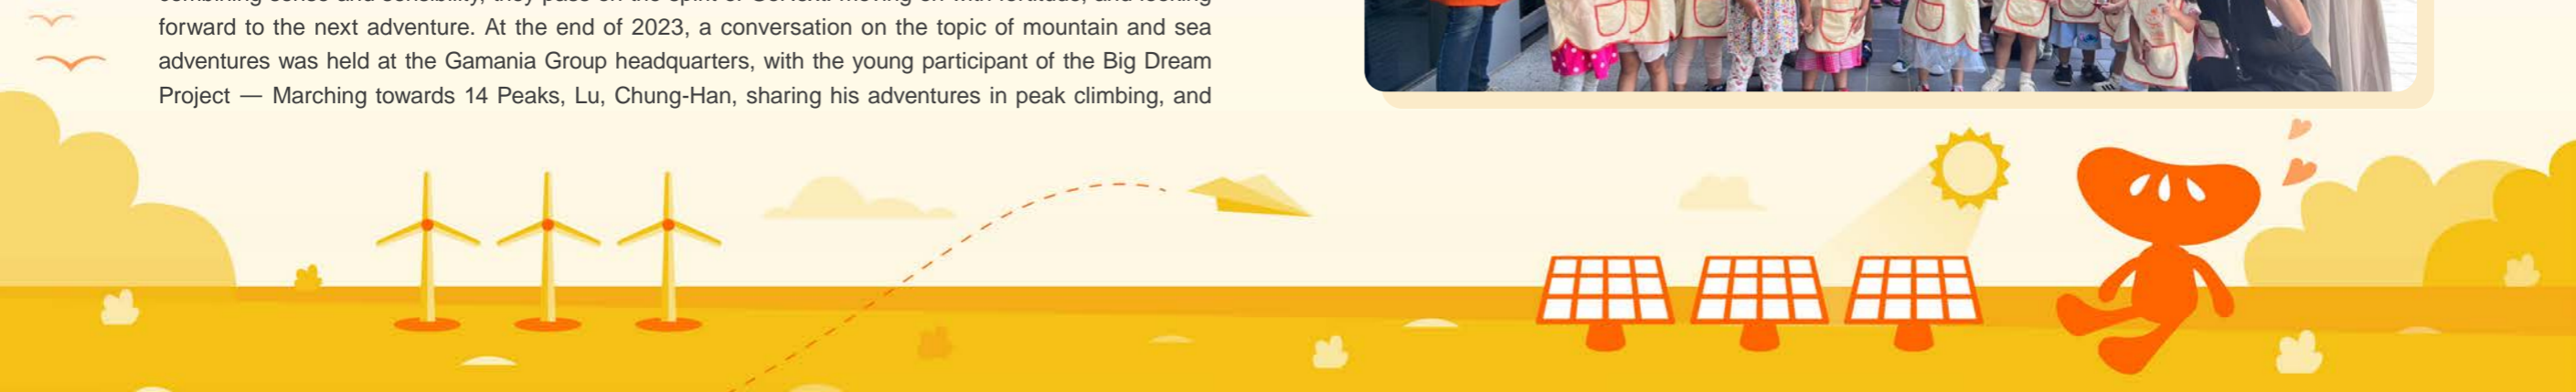 forward to the next adventure. At the end of 2023, a conversation on the topic of mountain and sea
adventures was held at the Gamania Group headquarters, with the young participant of the Big Dream
Project — Marching towards 14 Peaks, Lu, Chung-Han, sharing his adventures in peak climbing, and